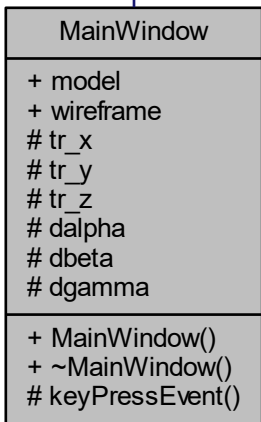 MainWindow
+ model
+ wireframe
# tr_x
# tr_y
# tr_z
# dalpha
# dbeta
# dgamma
+ MainWindow()
+ ~MainWindow()
# keyPressEvent()